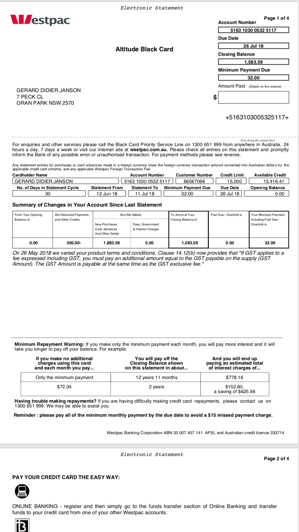 Electronic Statement
Westpac
Page 1 of 4
Account Number
5163 1030 0532 5117
Due Date
26 Jul 18
Closing Balance
1,583.59
Minimum Payment Due
32.00
Amount Paid
$
Altitude Black Card
GERARD DIDIER JANSON
7 PECK CL
ORAN PARK NSW 2570
+5163103005325117+
For enquiries and other services please call the Black Card Priority Service Line on 1300 651 999 from anywhere in Australia, 24
hours a day, 7 days a week or visit our internet site at westpac.com.au. Please check all entries on this statement and promptly
inform the Bank of any possible error or unauthorised transaction. For payment methods please see reverse.
Any statement entries for purchases or cash advances made in a foreign currency show the foreign currency transaction amount converted into Australian dollars by the
applicable credit card scheme, and any applicable Westpac Foreign Transaction Fee.
Cardholder Name Account Number Customer Number Credit Limit Available Credit
GERARD DIDIER JANSON 5163 1030 0532 5117 66567068 15,000 13,416.41
No. of Days in Statement Cycle Statement From Statement To Minimum Payment Due Due Date Opening Balance
30 12 Jun 18 11 Jul 18 32.00 26 Jul 18 0.00
Summary of Changes in Your Account Since Last Statement
From Your Opening Balance of
We Deducted Payments and Other Credits
And We Added
New Purchases Cash Advances And Other Debits
Fees, Government & Interest Charges
To Arrive at Your Closing Balance of
Past Due / Overlimit is
Your Minimum Payment Including Past Due / Overlimit is
0.00 300.00- 1,883.59 0.00 1,583.59 0.00 32.00
On 26 May 2018 we varied your product terms and conditions. Clause 14.12(b) now provides that "If GST applies to a
fee expressed including GST, you must pay an additional amount equal to the GST payable on the supply (GST
Amount). The GST Amount is payable at the same time as the GST exclusive fee."
Minimum Repayment Warning: If you make only the minimum payment each month, you will pay more interest and it will
take you longer to pay off your balance. For example:
If you make no additional charges using this card and each month you pay...
You will pay off the Closing Balance shown on this statement in about...
And you will end up paying an estimated total of interest charges of...
Only the minimum payment 12 years 11 months $778.16
$72.34 2 years $152.60, a saving of $625.56
Having trouble making repayments? If you are having difficulty making credit card repayments, please contact us on
1300 651 999. We may be able to assist you.
Reminder : please pay all of the minimum monthly payment by the due date to avoid a $15 missed payment charge.
Westpac Banking Corporation ABN 33 007 457 141 AFSL and Australian credit licence 233714
Electronic Statement
Page 2 of 4
PAY YOUR CREDIT CARD THE EASY WAY:
ONLINE BANKING - register and then simply go to the funds transfer section of Online Banking and transfer
funds to your credit card from one of your other Westpac accounts.